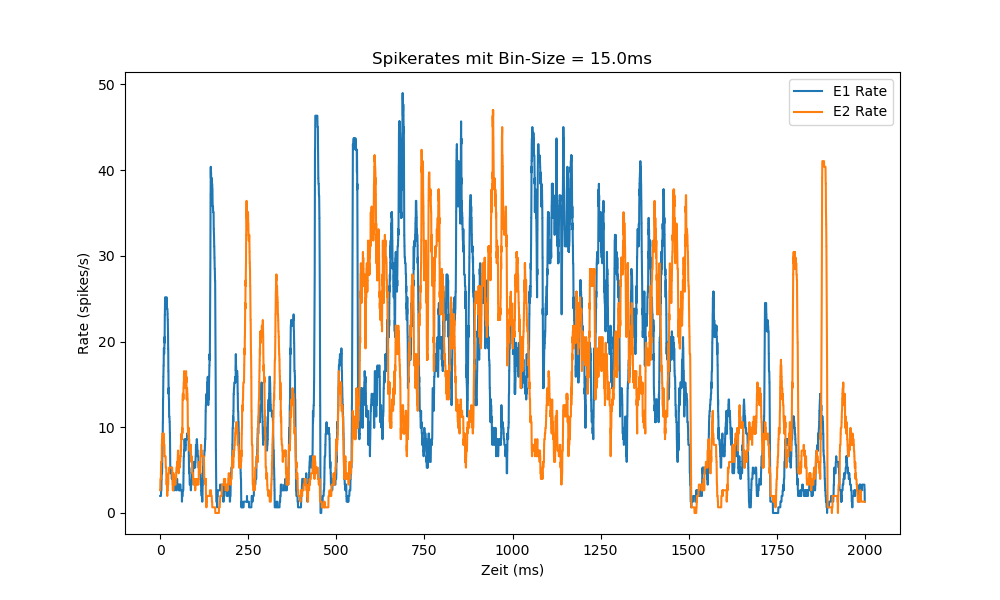 Spikerates mit Bin-Size = 15.0ms
E1 Rate
E2 Rate
50
40
30
20
10
0
Rate (spikes/s)
0 250 500 750 1000 1250 1500 1750 2000
Zeit (ms)